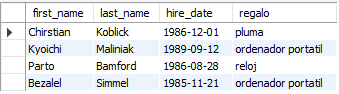 first_name last_name hire_date regalo
Chirstian Koblick 1986-12-01 pluma
Kyoichi Maliniak 1989-09-12 ordenador portatil
Parto Bamford 1986-08-28 reloj
Bezalel Simmel 1985-11-21 ordenador portatil